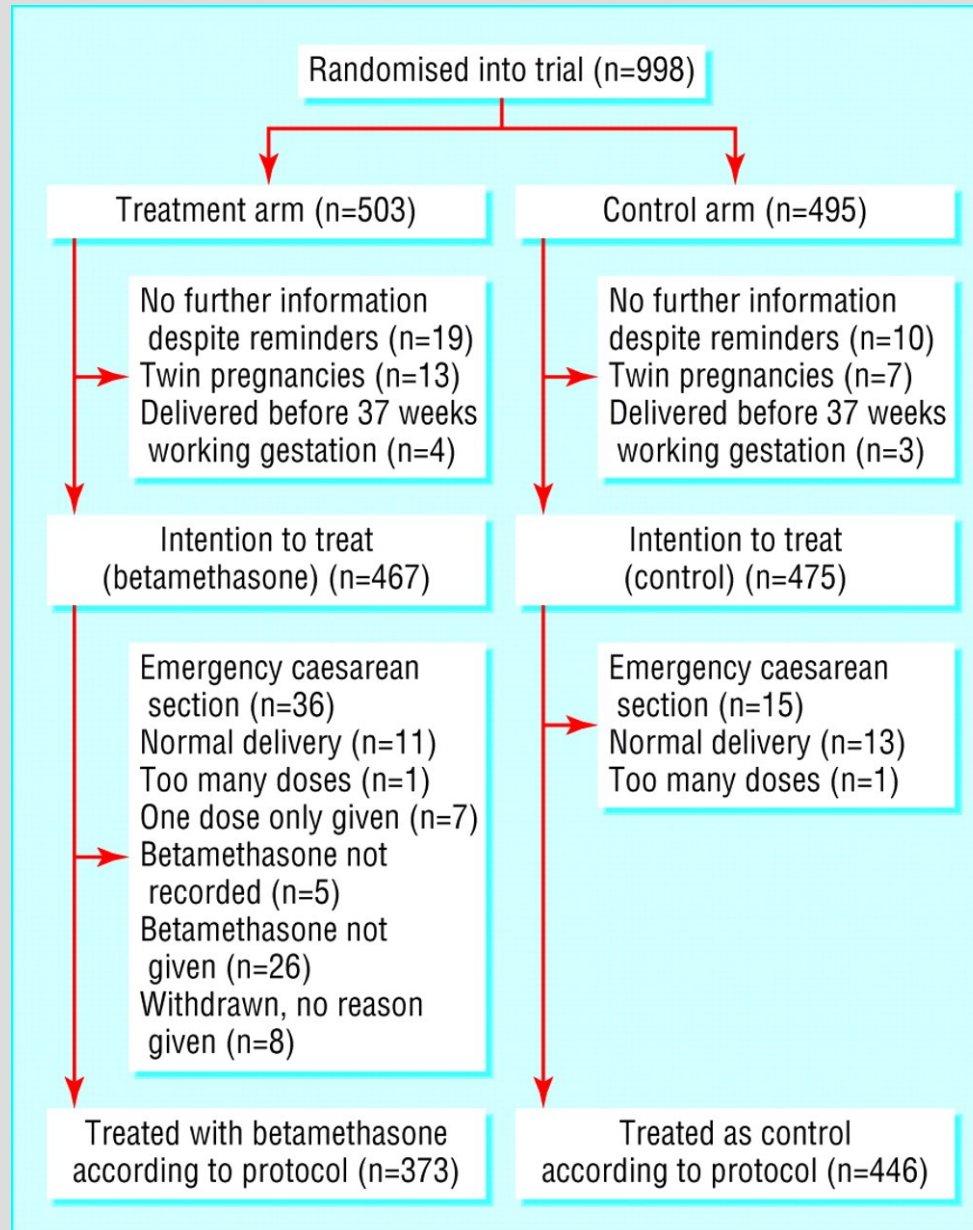 Randomised into trial (n=998)
Treatment arm (n=503)
Control arm (n=495)
No further information
despite reminders (n=19)
Twin pregnancies (n=13)
Delivered before 37 weeks
working gestation (n=4)
No further information
despite reminders (n=10)
Twin pregnancies (n=7)
Delivered before 37 weeks
working gestation (n=3)
Intention to treat
(betamethasone) (n=467)
Intention to treat
(control) (n=475)
Emergency caesarean
section (n=36)
Normal delivery (n=11)
Too many doses (n=1)
One dose only given (n=7)
Betamethasone not
recorded (n=5)
Betamethasone not
given (n=26)
Withdrawn, no reason
given (n=8)
Emergency caesarean
section (n=15)
Normal delivery (n=13)
Too many doses (n=1)
Treated with betamethasone
according to protocol (n=373)
Treated as control
according to protocol (n=446)